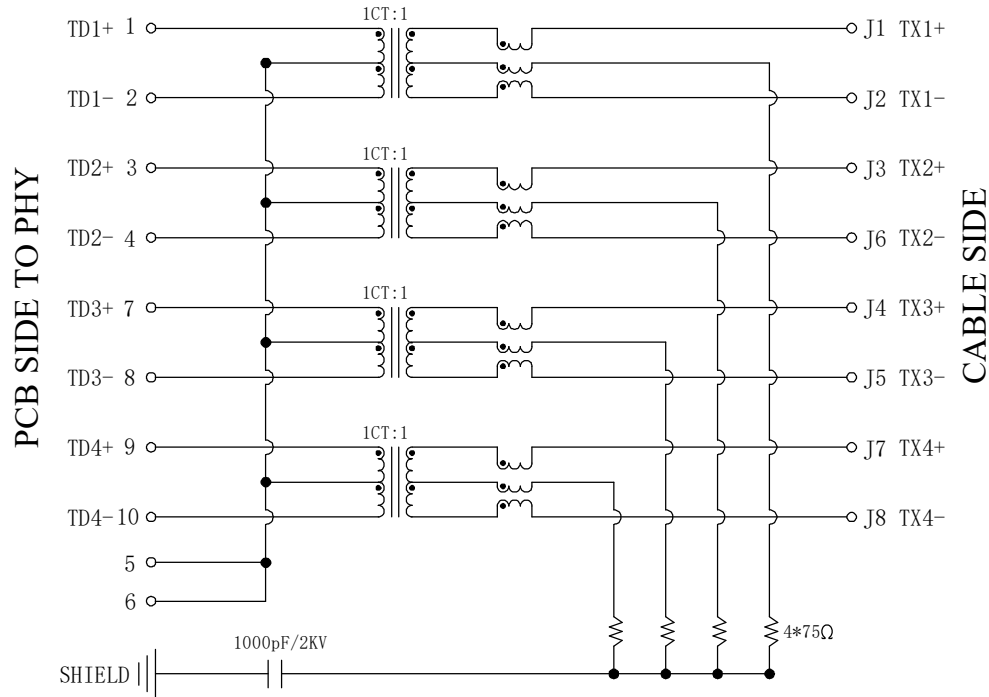 1CT:1
TD1+ 1
J1 TX1+
TD1- 2
J2 TX1-
1CT:1
TD2+ 3
J3 TX2+
TD2- 4
J6 TX2-
1CT:1
TD3+ 7
J4 TX3+
TD3- 8
J5 TX3-
1CT:1
TD4+ 9
J7 TX4+
TD4-10
J8 TX4-
5
6
PCB SIDE TO PHY
CABLE SIDE
1000pF/2KV
4*75Ω
SHIELD